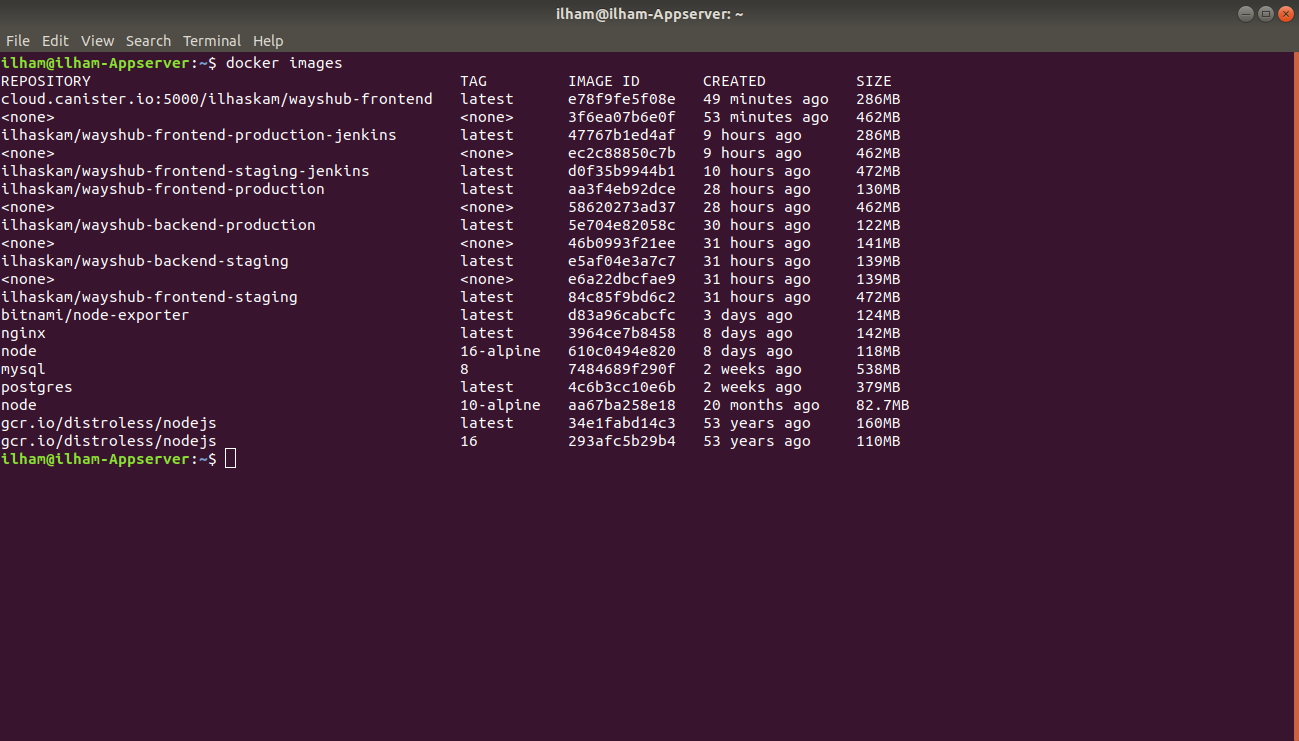 ilham@ilham-Appserver: ~
File Edit View Search Terminal Help
ilham@ilham-Appserver:~$ docker images
REPOSITORY TAG IMAGE ID CREATED SIZE
cloud.canister.io:5000/ilhaskam/wayshub-frontend latest e78f9fe5f08e 49 minutes ago 286MB
<none> <none> 3f6ea07b6e0f 53 minutes ago 462MB
ilhaskam/wayshub-frontend-production-jenkins latest 47767b1ed4af 9 hours ago 286MB
<none> <none> ec2c88850c7b 9 hours ago 462MB
ilhaskam/wayshub-frontend-staging-jenkins latest d0f35b9944b1 10 hours ago 472MB
ilhaskam/wayshub-frontend-production latest aa3f4eb92dce 28 hours ago 130MB
<none> <none> 58620273ad37 28 hours ago 462MB
ilhaskam/wayshub-backend-production latest 5e704e82058c 30 hours ago 122MB
<none> <none> 46b0993f21ee 31 hours ago 141MB
ilhaskam/wayshub-backend-staging latest e5af04e3a7c7 31 hours ago 139MB
<none> <none> e6a22dbcfae9 31 hours ago 139MB
ilhaskam/wayshub-frontend-staging latest 84c85f9bd6c2 31 hours ago 472MB
bitnami/node-exporter latest d83a96cabcfc 3 days ago 124MB
nginx latest 3964ce7b8458 8 days ago 142MB
node 16-alpine 610c0494e820 8 days ago 118MB
mysql 8 7484689f290f 2 weeks ago 538MB
postgres latest 4c6b3cc10e6b 2 weeks ago 379MB
node 10-alpine aa67ba258e18 20 months ago 82.7MB
gcr.io/distroless/nodejs latest 34e1fabd14c3 53 years ago 160MB
gcr.io/distroless/nodejs 16 293afc5b29b4 53 years ago 110MB
ilham@ilham-Appserver:~$